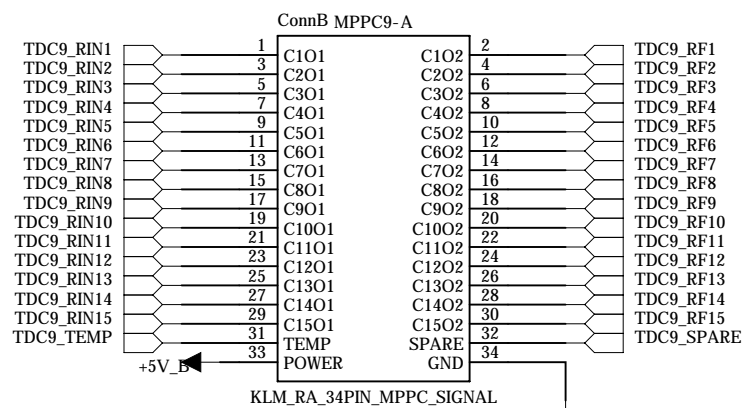 ConnB MPPC9-A
TDC9_RIN1 1 C1O1 C1O2 2 TDC9_RF1
TDC9_RIN2 3 C2O1 C2O2 4 TDC9_RF2
TDC9_RIN3 5 C3O1 C3O2 6 TDC9_RF3
TDC9_RIN4 7 C4O1 C4O2 8 TDC9_RF4
TDC9_RIN5 9 C5O1 C5O2 10 TDC9_RF5
TDC9_RIN6 11 C6O1 C6O2 12 TDC9_RF6
TDC9_RIN7 13 C7O1 C7O2 14 TDC9_RF7
TDC9_RIN8 15 C8O1 C8O2 16 TDC9_RF8
TDC9_RIN9 17 C9O1 C9O2 18 TDC9_RF9
TDC9_RIN10 19 C10O1 C10O2 20 TDC9_RF10
TDC9_RIN11 21 C11O1 C11O2 22 TDC9_RF11
TDC9_RIN12 23 C12O1 C12O2 24 TDC9_RF12
TDC9_RIN13 25 C13O1 C13O2 26 TDC9_RF13
TDC9_RIN14 27 C14O1 C14O2 28 TDC9_RF14
TDC9_RIN15 29 C15O1 C15O2 30 TDC9_RF15
TDC9_TEMP 31 TEMP SPARE 32 TDC9_SPARE
+5V_B 33 POWER GND 34
KLM_RA_34PIN_MPPC_SIGNAL